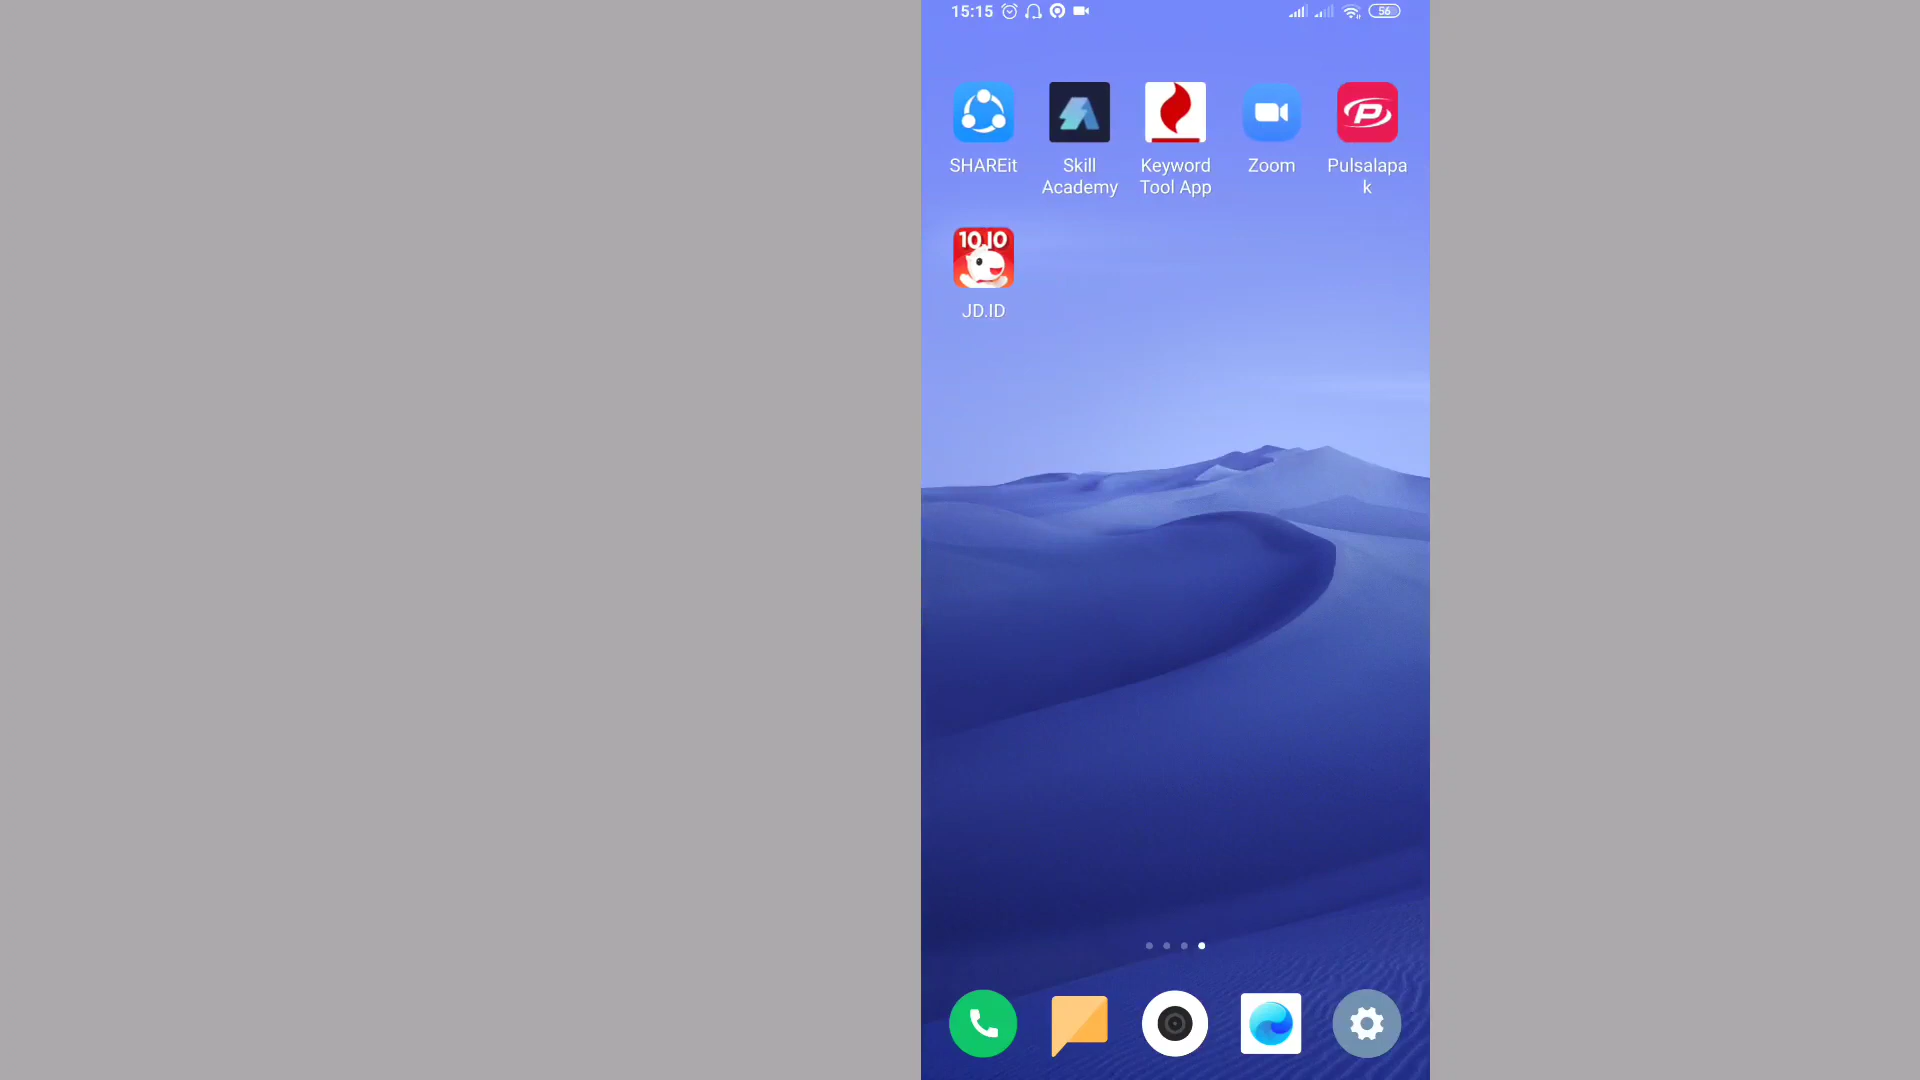 15:15
56
SHAREit
Skill
Academy
Keyword
Tool App
Zoom
Pulsalapa
k
10.10
JD.ID